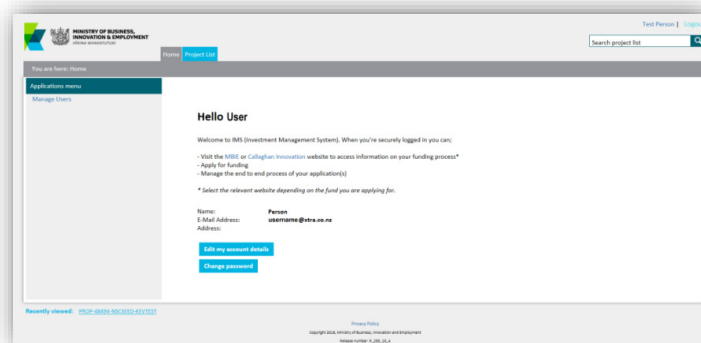 MINISTRY OF BUSINESS,
INNOVATION & EMPLOYMENT
HĪKINA WHAKATUTUKI
Test Person | Logout
Search project list
Home Project List
You are here: Home
Applications menu
Manage Users
Hello User
Welcome to IMS (Investment Management System). When you're securely logged in you can;
- Visit the MBIE or Callaghan Innovation website to access information on your funding process*
- Apply for funding
- Manage the end to end process of your application(s)
* Select the relevant website depending on the fund you are applying for.
Name: Person
E-Mail Address: username@xtra.co.nz
Address:
Edit my account details
Change password
Recently viewed:
Privacy Policy
Copyright 2018, Ministry of Business, Innovation and Employment
Release number: